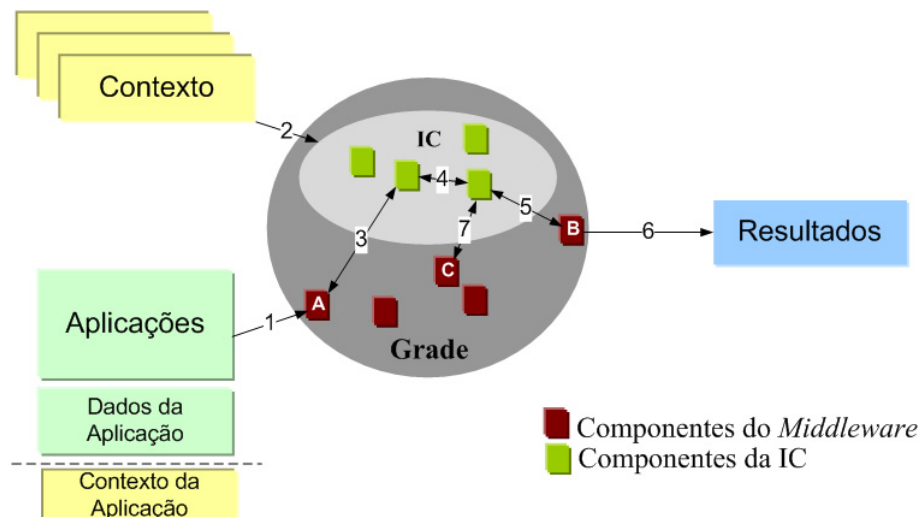 Contexto
2
IC
4
3
7
5
B
6
Resultados
C
A
1
Aplicações
Grade
Dados da
Aplicação
Componentes do Middleware
Componentes da IC
Contexto da
Aplicação